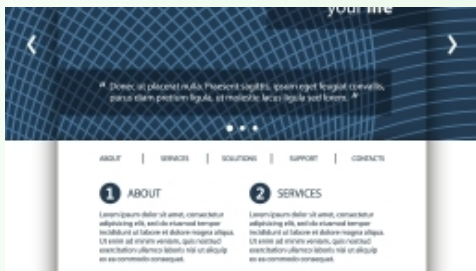 your life
“ Donec ut placerat nulla. Praesent sagittis, ipsum eget feugiat convallis,
purus diam pretium ligula, ut molestie lacus ligula sed lorem. ”
ABOUT | SERVICES | SOLUTIONS | SUPPORT | CONTACTS
1 ABOUT
Lorem ipsum dolor sit amet, consectetur
adipisicing elit, sed do eiusmod tempor
incididunt ut labore et dolore magna aliqua.
Ut enim ad minim veniam, quis nostrud
exercitation ullamco laboris nisi ut aliquip
ex ea commodo consequat.
2 SERVICES
Lorem ipsum dolor sit amet, consectetur
adipisicing elit, sed do eiusmod tempor
incididunt ut labore et dolore magna aliqua.
Ut enim ad minim veniam, quis nostrud
exercitation ullamco laboris nisi ut aliquip
ex ea commodo consequat.